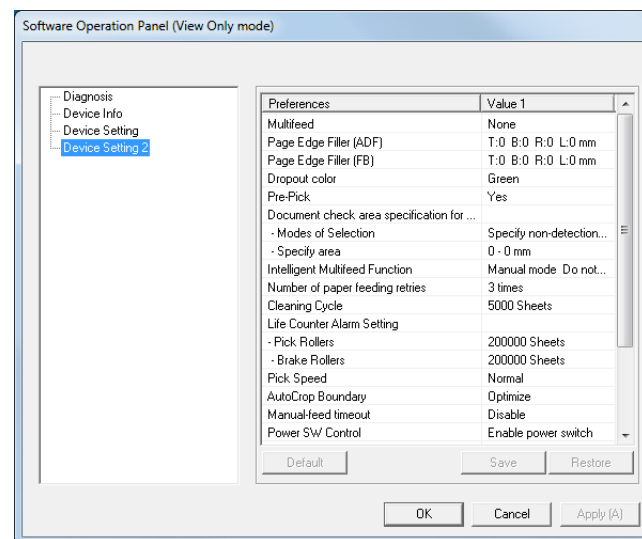 Software Operation Panel (View Only mode)
Diagnosis
Device Info
Device Setting
Device Setting 2
Preferences Value 1
Multifeed None
Page Edge Filler (ADF) T:0 B:0 R:0 L:0 mm
Page Edge Filler (FB) T:0 B:0 R:0 L:0 mm
Dropout color Green
Pre-Pick Yes
Document check area specification for ...
- Modes of Selection Specify non-detection...
- Specify area 0 - 0 mm
Intelligent Multifeed Function Manual mode Do not...
Number of paper feeding retries 3 times
Cleaning Cycle 5000 Sheets
Life Counter Alarm Setting
- Pick Rollers 200000 Sheets
- Brake Rollers 200000 Sheets
Pick Speed Normal
AutoCrop Boundary Optimize
Manual-feed timeout Disable
Power SW Control Enable power switch
Default Save Restore
OK Cancel Apply (A)